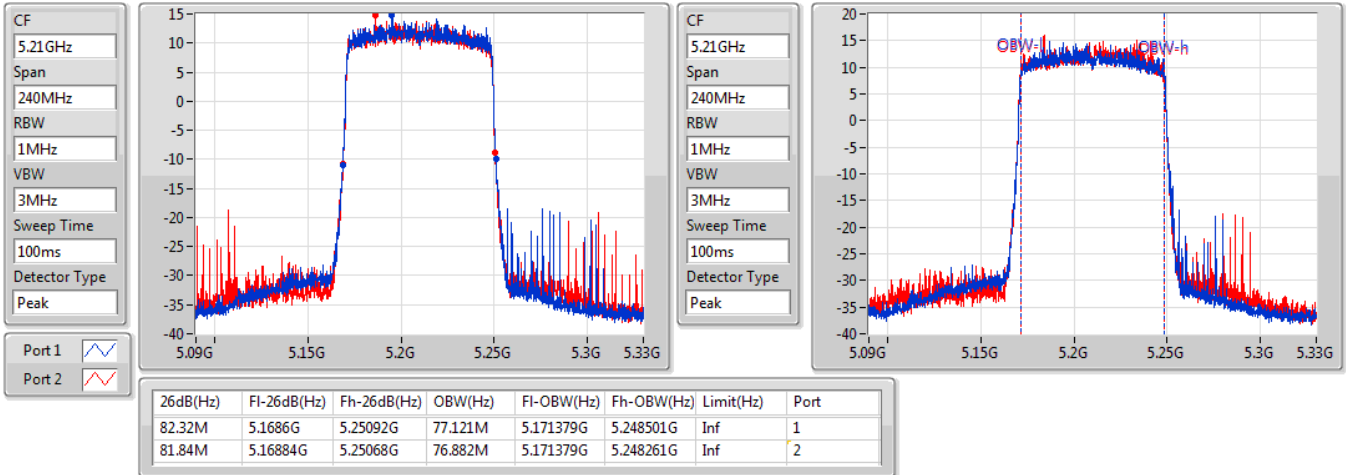 CF
5.21GHz
Span
240MHz
RBW
1MHz
VBW
3MHz
Sweep Time
100ms
Detector Type
Peak
Port 1
Port 2
15
10
5
0
-5
-10
-15
-20
-25
-30
-35
-40
5.09G 5.15G 5.2G 5.25G 5.3G 5.33G
CF
5.21GHz
Span
240MHz
RBW
1MHz
VBW
3MHz
Sweep Time
100ms
Detector Type
Peak
20
15
10
5
0
-5
-10
-15
-20
-25
-30
-35
-40
OBW-l OBW-h
5.09G 5.15G 5.2G 5.25G 5.3G 5.33G
26dB(Hz) Fl-26dB(Hz) Fh-26dB(Hz) OBW(Hz) Fl-OBW(Hz) Fh-OBW(Hz) Limit(Hz) Port
82.32M 5.1686G 5.25092G 77.121M 5.171379G 5.248501G Inf 1
81.84M 5.16884G 5.25068G 76.882M 5.171379G 5.248261G Inf 2